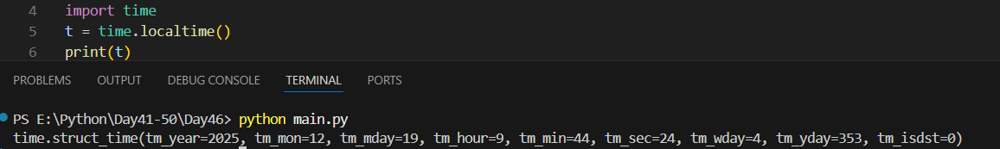 4 import time
5 t = time.localtime()
6 print(t)
PROBLEMS OUTPUT DEBUG CONSOLE TERMINAL PORTS
PS E:\Python\Day41-50\Day46> python main.py
time.struct_time(tm_year=2025, tm_mon=12, tm_mday=19, tm_hour=9, tm_min=44, tm_sec=24, tm_wday=4, tm_yday=353, tm_isdst=0)